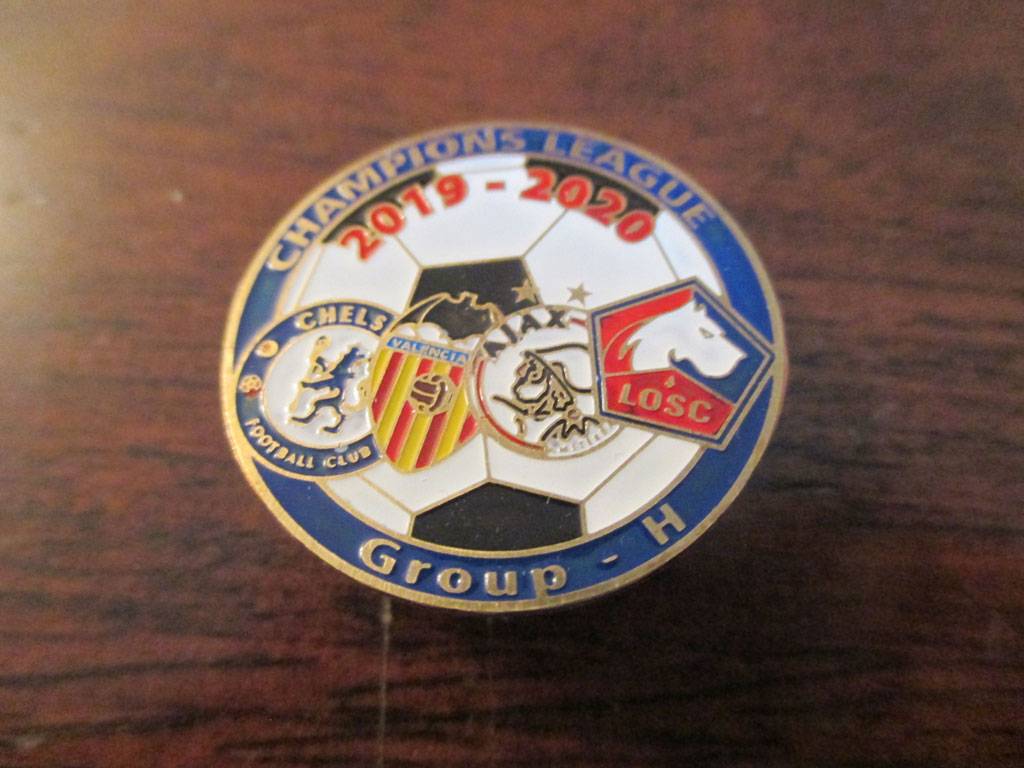 CHAMPIONS LEAGUE
2019 - 2020
CHELS
FOOTBALL CLUB
VALENCIA
AJAX
LOSC
Group - H